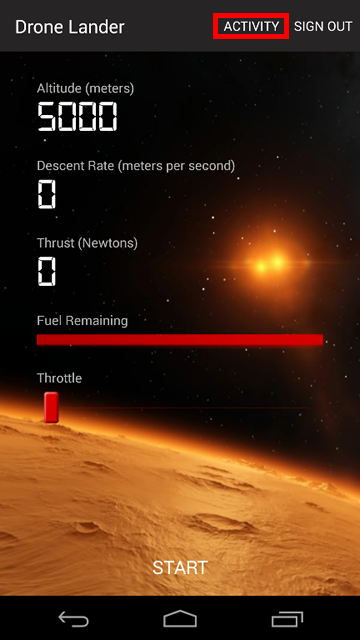 Drone Lander ACTIVITY SIGN OUT
Altitude (meters)
5000
Descent Rate (meters per second)
0
Thrust (Newtons)
0
Fuel Remaining
Throttle
START